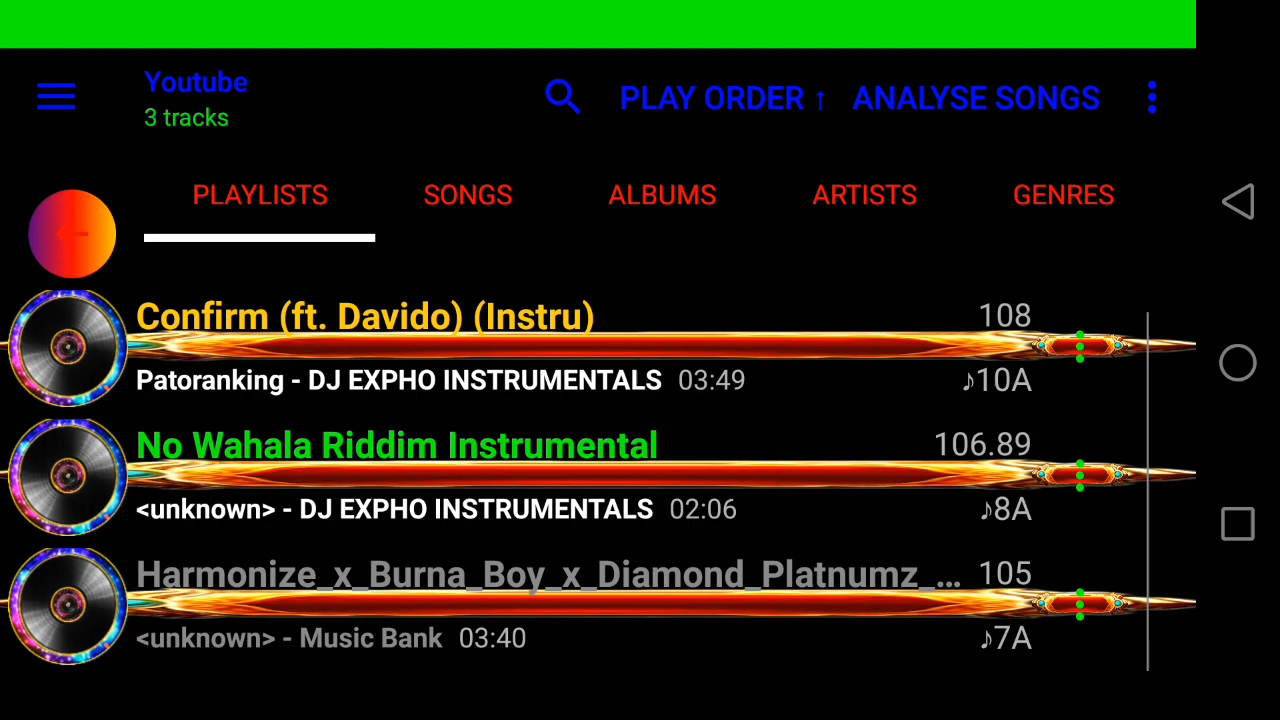 Youtube
3 tracks
PLAY ORDER ↑ ANALYSE SONGS
PLAYLISTS SONGS ALBUMS ARTISTS GENRES
Confirm (ft. Davido) (Instru) 108
Patoranking - DJ EXPHO INSTRUMENTALS 03:49 ♪10A
No Wahala Riddim Instrumental 106.89
<unknown> - DJ EXPHO INSTRUMENTALS 02:06 ♪8A
Harmonize_x_Burna_Boy_x_Diamond_Platnumz_… 105
<unknown> - Music Bank 03:40 ♪7A